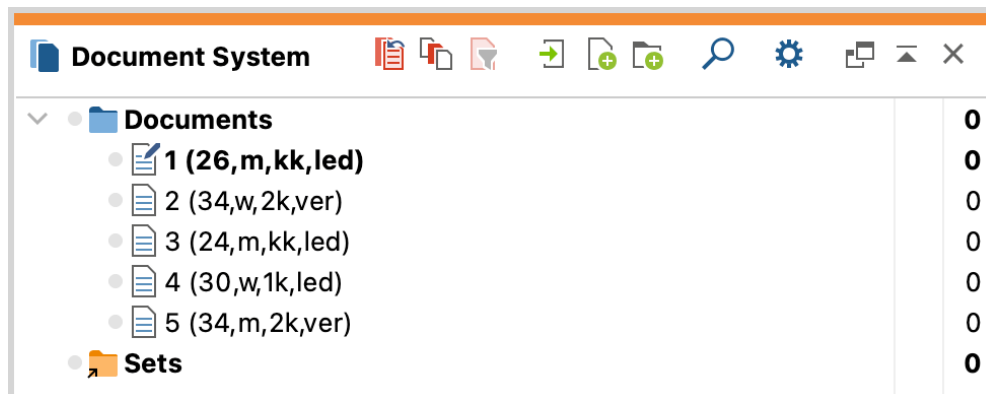 Document System
Documents 0
1 (26,m,kk,led) 0
2 (34,w,2k,ver) 0
3 (24,m,kk,led) 0
4 (30,w,1k,led) 0
5 (34,m,2k,ver) 0
Sets 0